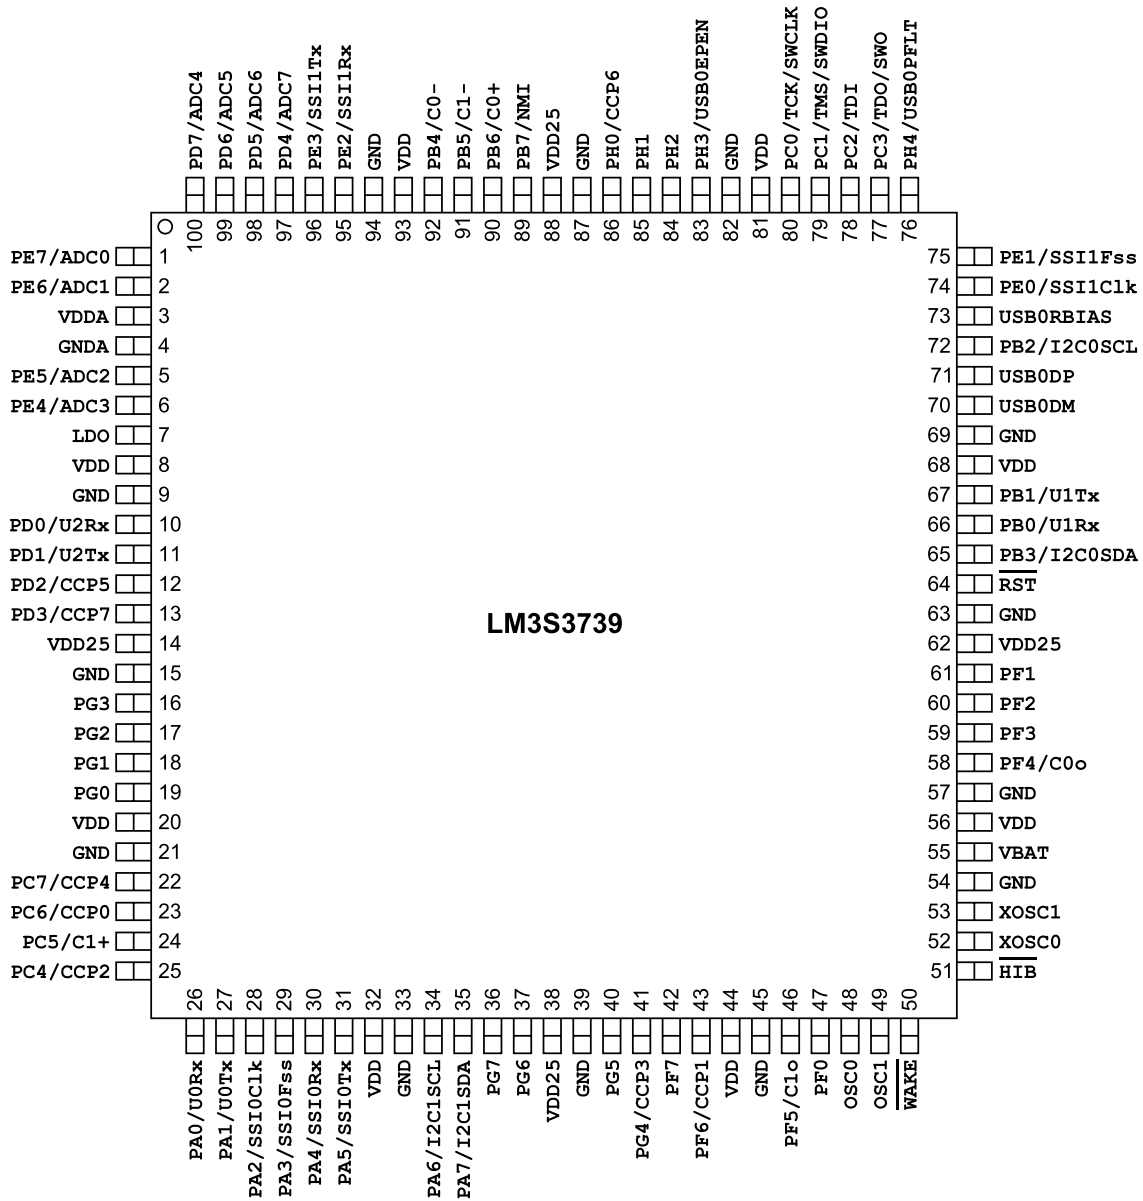 PD7/ADC4
PD6/ADC5
PD5/ADC6
PD4/ADC7
PE3/SSI1Tx
PE2/SSI1Rx
GND
VDD
PB4/C0-
PB5/C1-
PB6/C0+
PB7/NMI
VDD25
GND
PH0/CCP6
PH1
PH2
PH3/USB0EPEN
GND
VDD
PC0/TCK/SWCLK
PC1/TMS/SWDIO
PC2/TDI
PC3/TDO/SWO
PH4/USB0PFLT
100
99
98
97
96
95
94
93
92
91
90
89
88
87
86
85
84
83
82
81
80
79
78
77
76
PE7/ADC0 1
PE6/ADC1 2
VDDA 3
GNDA 4
PE5/ADC2 5
PE4/ADC3 6
LDO 7
VDD 8
GND 9
PD0/U2Rx 10
PD1/U2Tx 11
PD2/CCP5 12
PD3/CCP7 13
VDD25 14
GND 15
PG3 16
PG2 17
PG1 18
PG0 19
VDD 20
GND 21
PC7/CCP4 22
PC6/CCP0 23
PC5/C1+ 24
PC4/CCP2 25
LM3S3739
75 PE1/SSI1Fss
74 PE0/SSI1Clk
73 USB0RBIAS
72 PB2/I2C0SCL
71 USB0DP
70 USB0DM
69 GND
68 VDD
67 PB1/U1Tx
66 PB0/U1Rx
65 PB3/I2C0SDA
64 RST
63 GND
62 VDD25
61 PF1
60 PF2
59 PF3
58 PF4/C0o
57 GND
56 VDD
55 VBAT
54 GND
53 XOSC1
52 XOSC0
51 HIB
26
27
28
29
30
31
32
33
34
35
36
37
38
39
40
41
42
43
44
45
46
47
48
49
50
PA0/U0Rx
PA1/U0Tx
PA2/SSI0Clk
PA3/SSI0Fss
PA4/SSI0Rx
PA5/SSI0Tx
VDD
GND
PA6/I2C1SCL
PA7/I2C1SDA
PG7
PG6
VDD25
GND
PG5
PG4/CCP3
PF7
PF6/CCP1
VDD
GND
PF5/C1o
PF0
OSC0
OSC1
WAKE